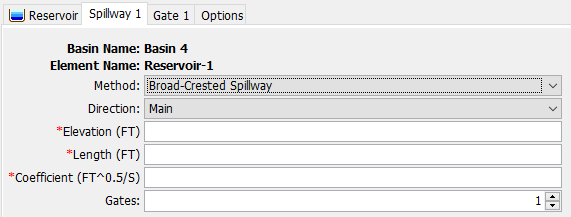 Reservoir Spillway 1 Gate 1 Options
Basin Name: Basin 4
Element Name: Reservoir-1
Method: Broad-Crested Spillway
Direction: Main
*Elevation (FT)
*Length (FT)
*Coefficient (FT^0.5/S)
Gates: 1